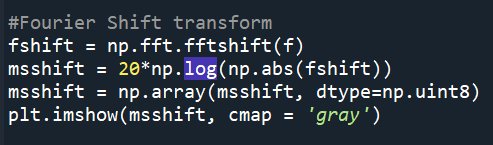 #Fourier Shift transform
fshift = np.fft.fftshift(f)
msshift = 20*np.log(np.abs(fshift))
msshift = np.array(msshift, dtype=np.uint8)
plt.imshow(msshift, cmap = 'gray')